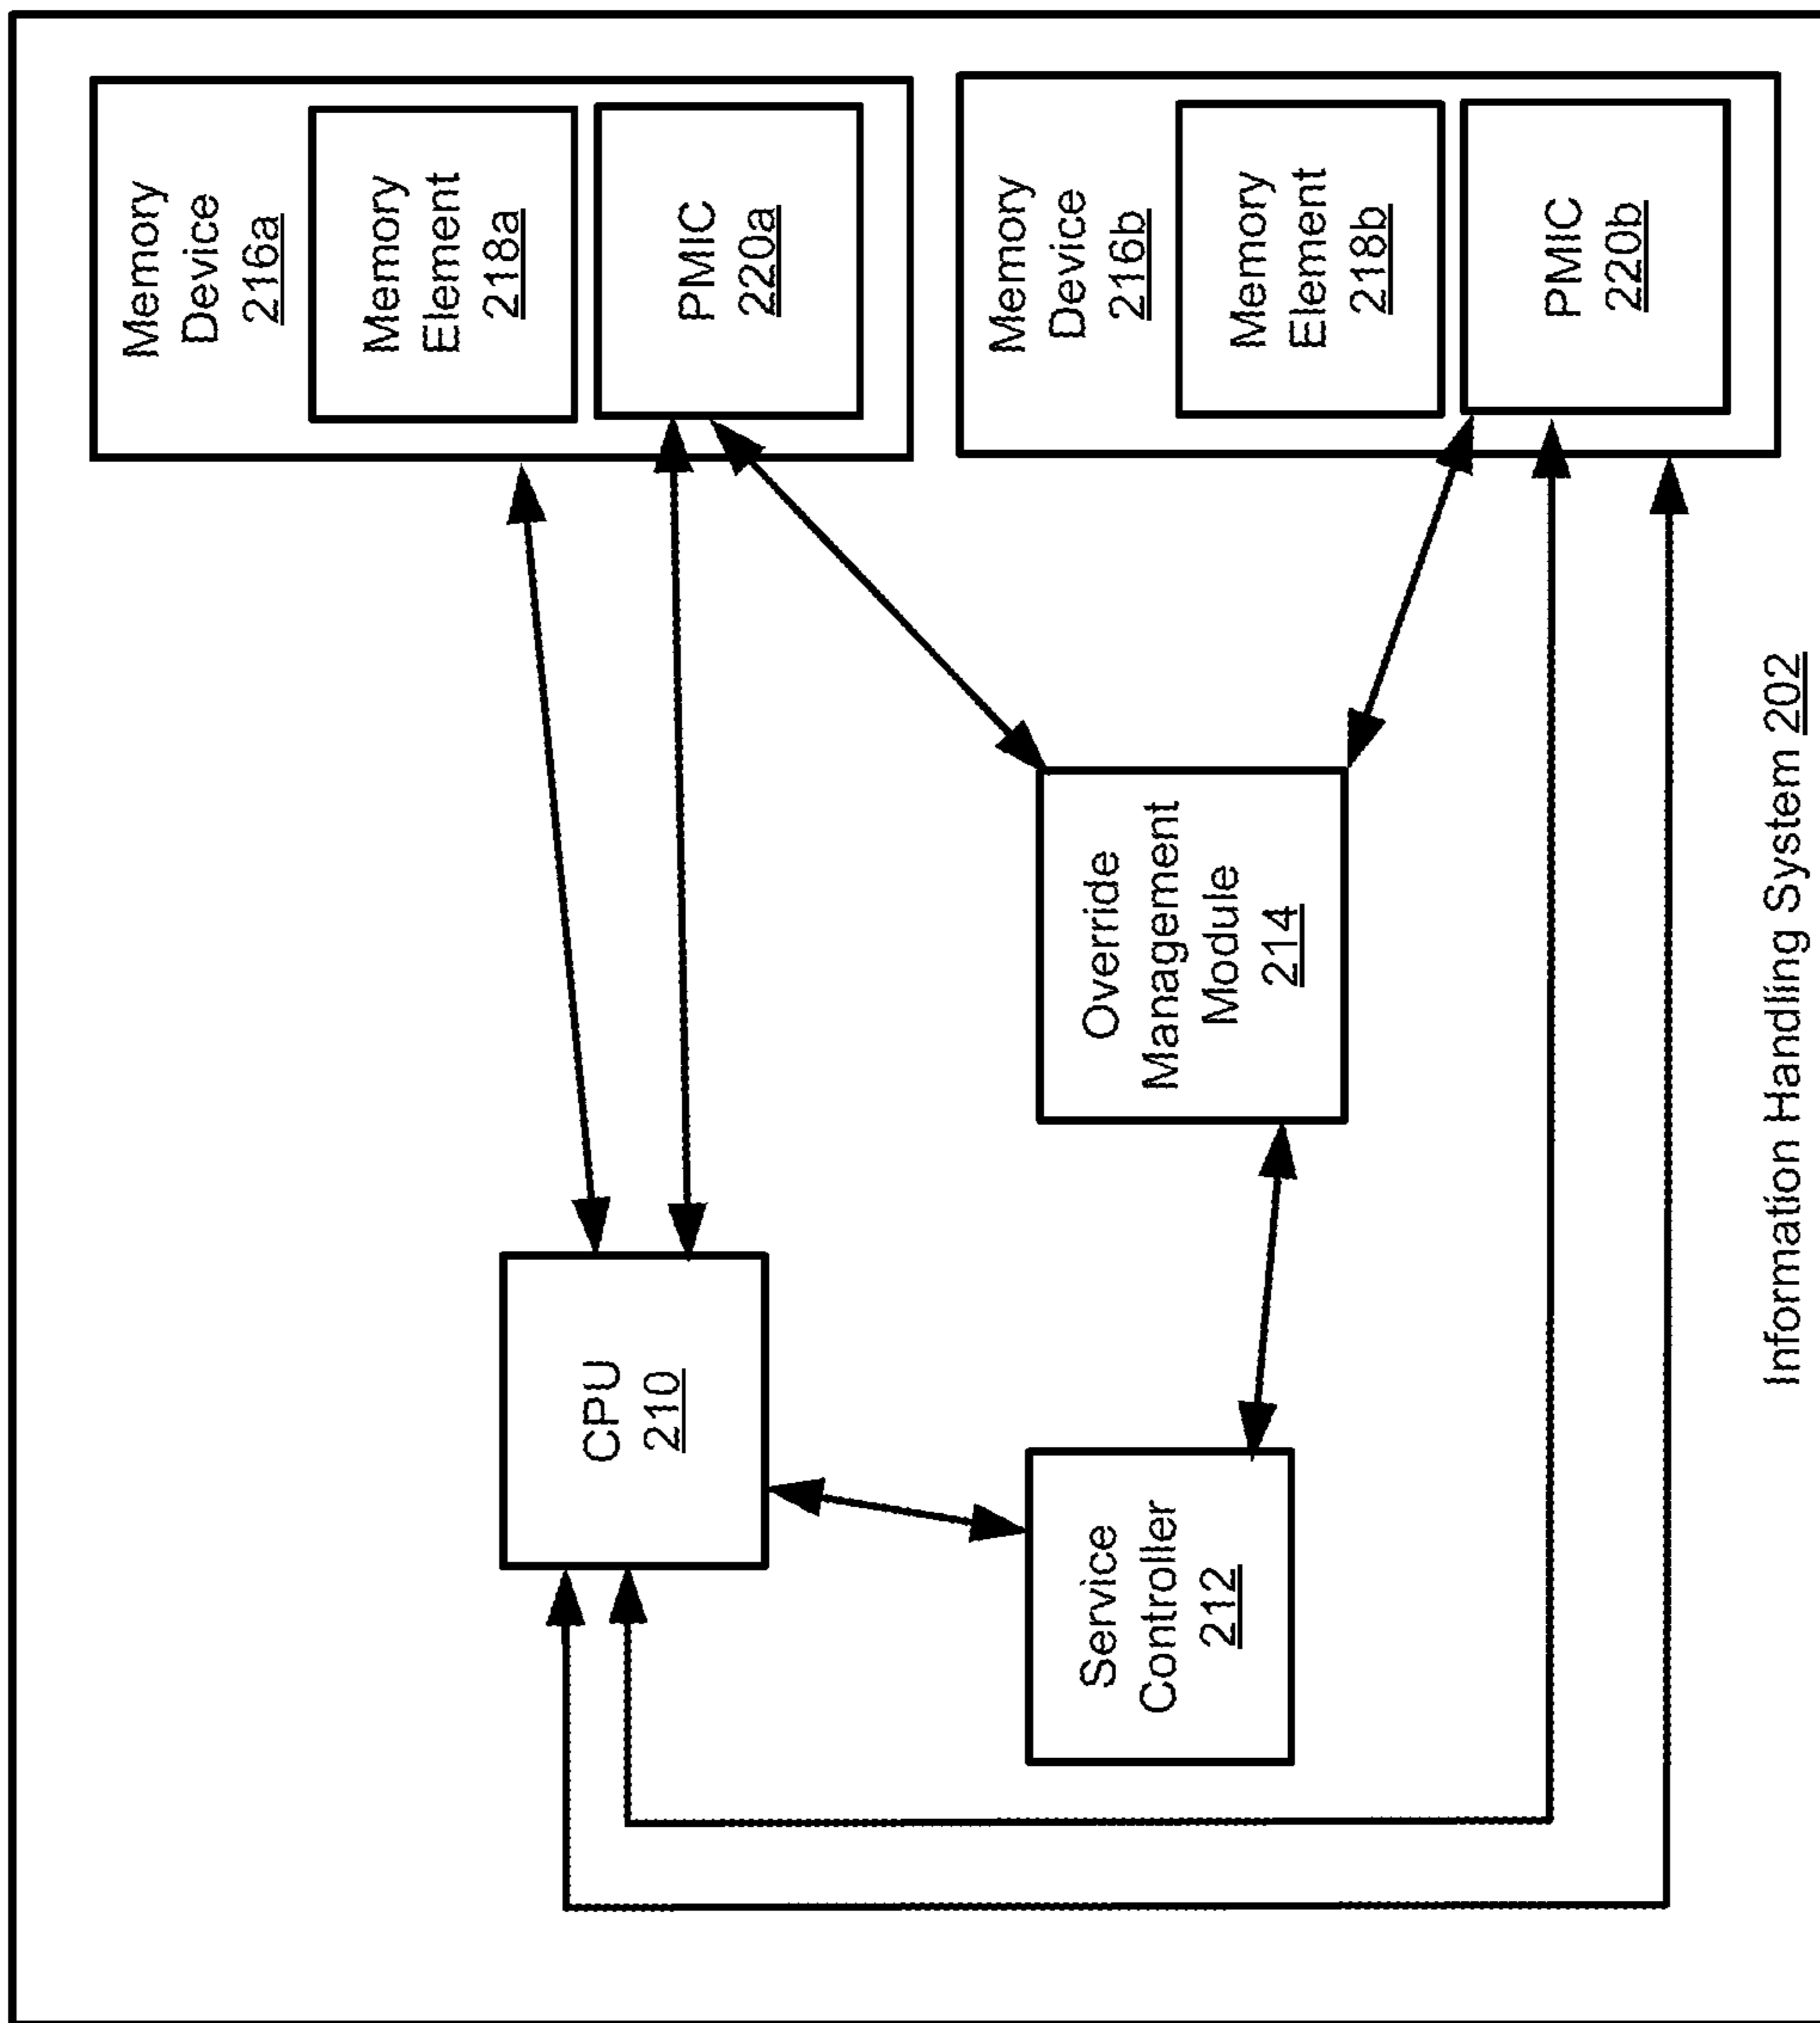 Memory
Device
216a
Memory
Element
218a
PMIC
220a
CPU
210
Override
Management
Module
214
Service
Controller
212
Memory
Device
216b
Memory
Element
218b
PMIC
220b
Information Handling System 202